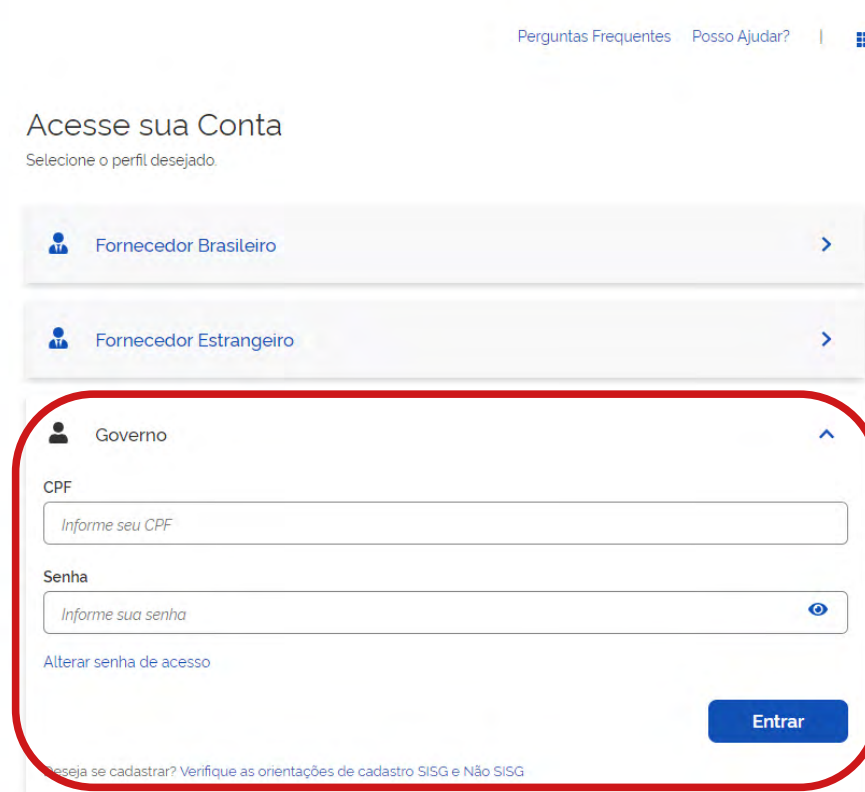 Perguntas Frequentes Posso Ajudar? |
Acesse sua Conta
Selecione o perfil desejado.
Fornecedor Brasileiro
Fornecedor Estrangeiro
Governo
CPF
Informe seu CPF
Senha
Informe sua senha
Alterar senha de acesso
Entrar
Deseja se cadastrar? Verifique as orientações de cadastro SISG e Não SISG